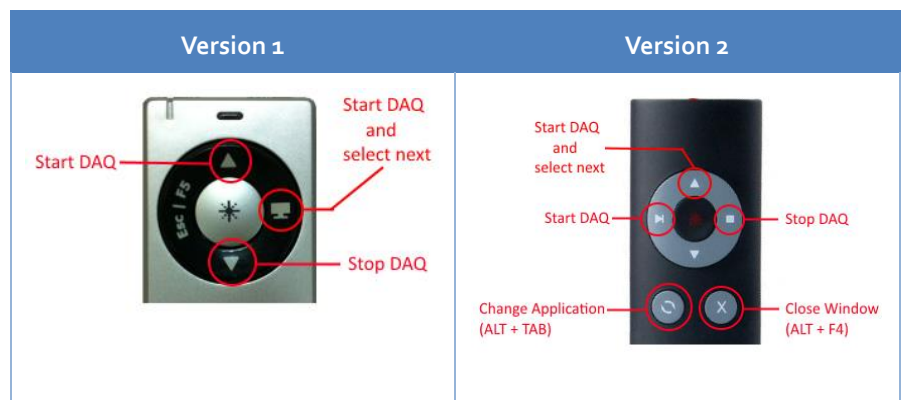 Version 1
Version 2
Start DAQ
and
select next
Start DAQ
Esc | F5
Stop DAQ
Start DAQ
and
select next
Start DAQ
Stop DAQ
X
Change Application
(ALT + TAB)
Close Window
(ALT + F4)